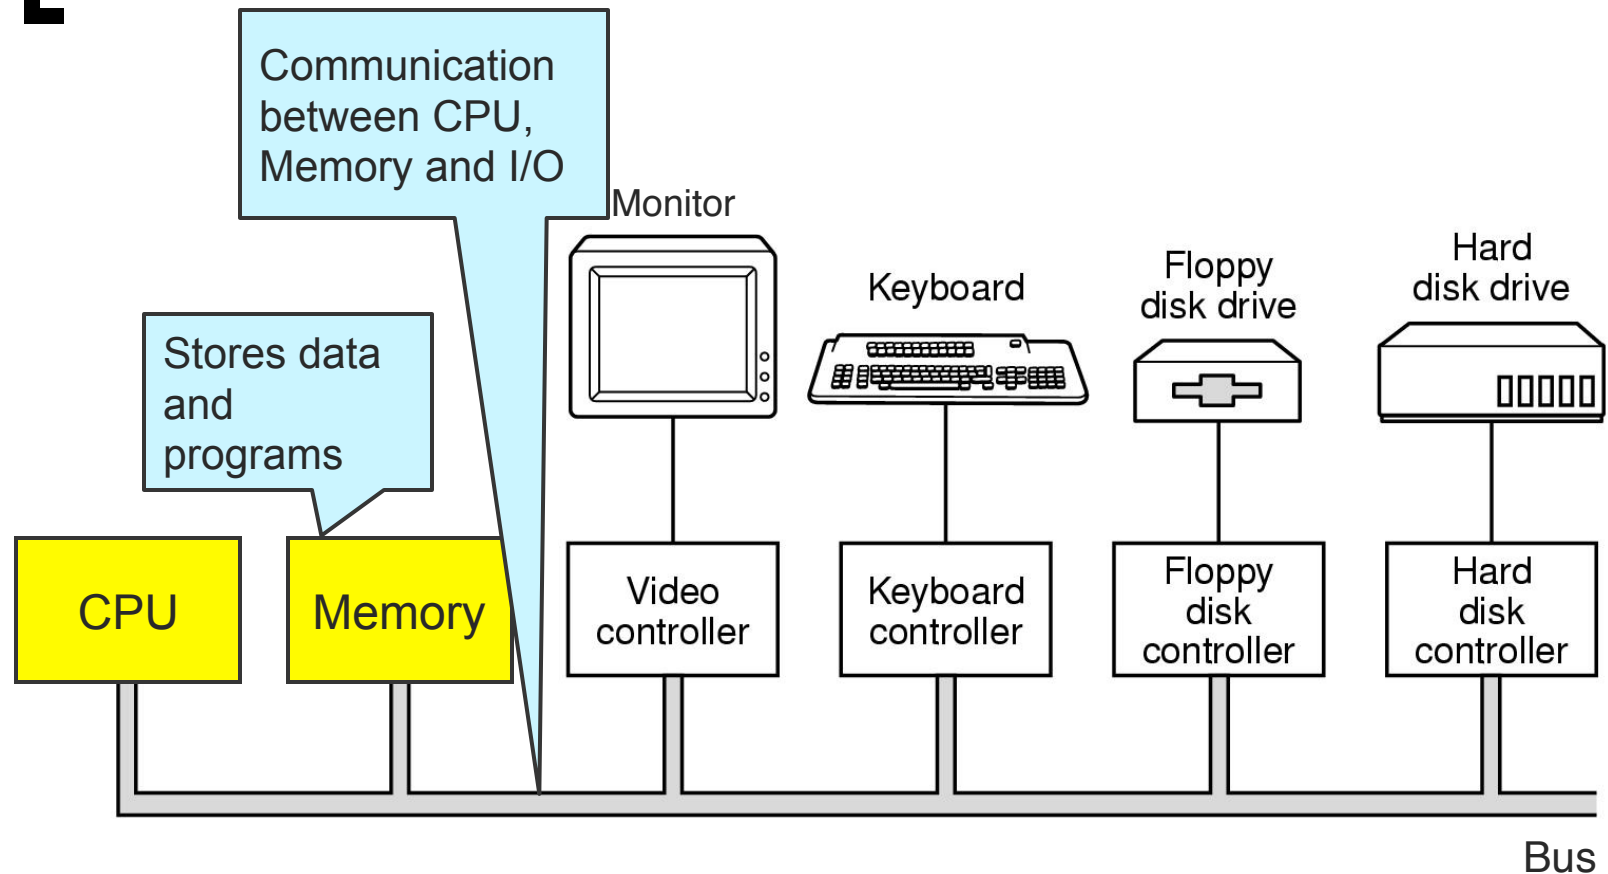 Communication
between CPU,
Memory and I/O
Monitor
Keyboard
Floppy
disk drive
Hard
disk drive
Stores data
and
programs
CPU
Memory
Video
controller
Keyboard
controller
Floppy
disk
controller
Hard
disk
controller
Bus